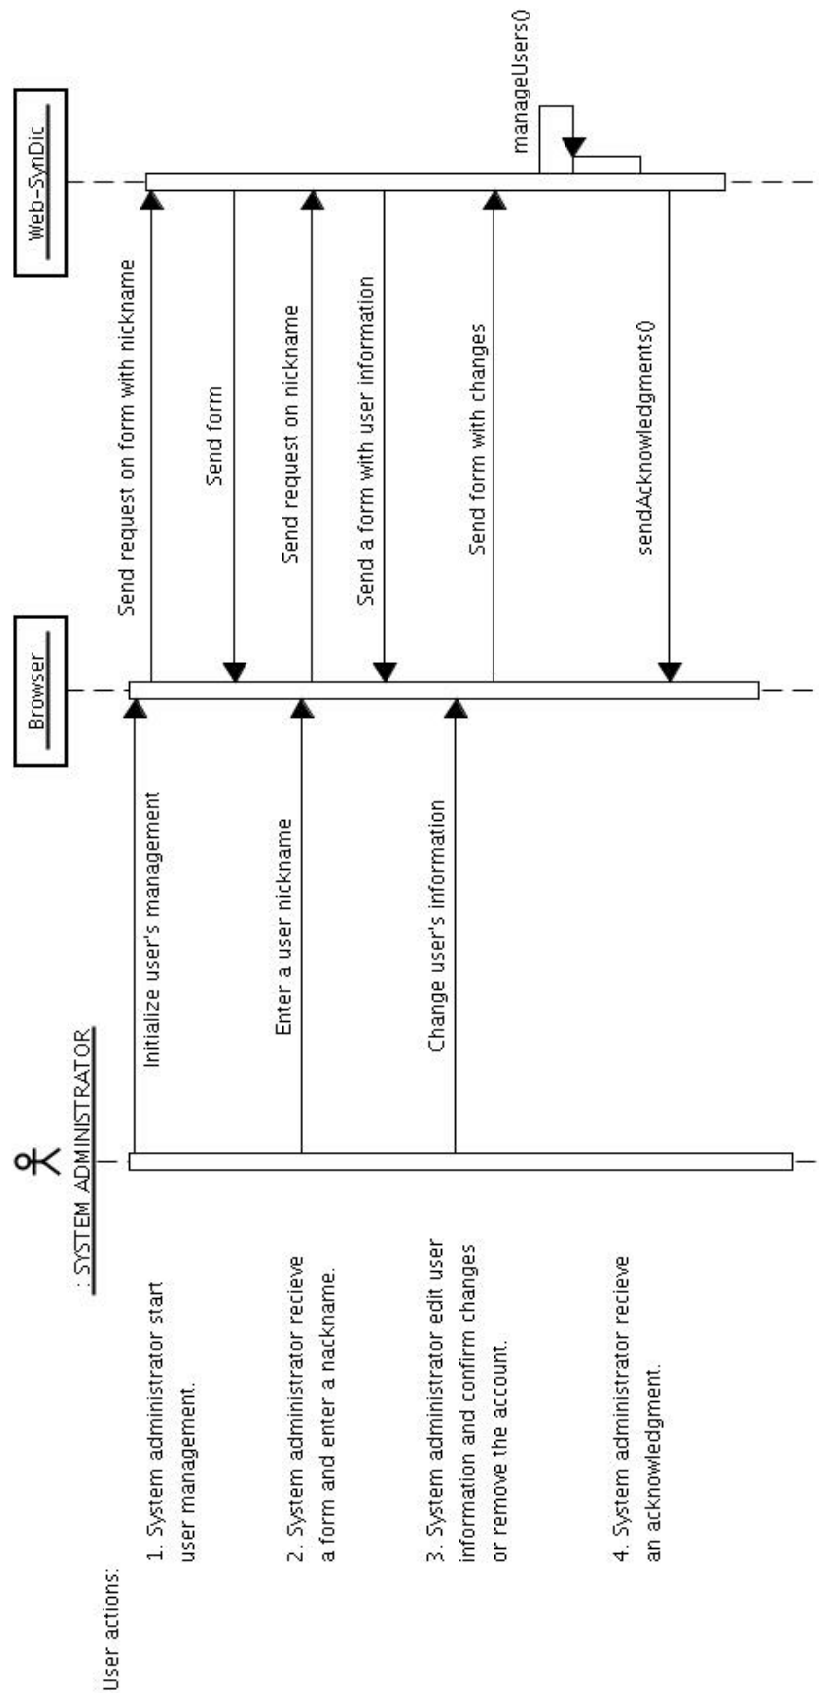 User actions:
1. System administrator start
user management.
2. System administrator recieve
a form and enter a nackname.
3. System administrator edit user
information and confirm changes
or remove the account.
4. System administrator recieve
an acknowledgment.
: SYSTEM ADMINISTRATOR
Browser
Web-SynDic
Initialize user's management
Send request on form with nickname
Send form
Enter a user nickname
Send request on nickname
Send a form with user information
Change user's information
Send form with changes
manageUsers()
sendAcknowledgments()